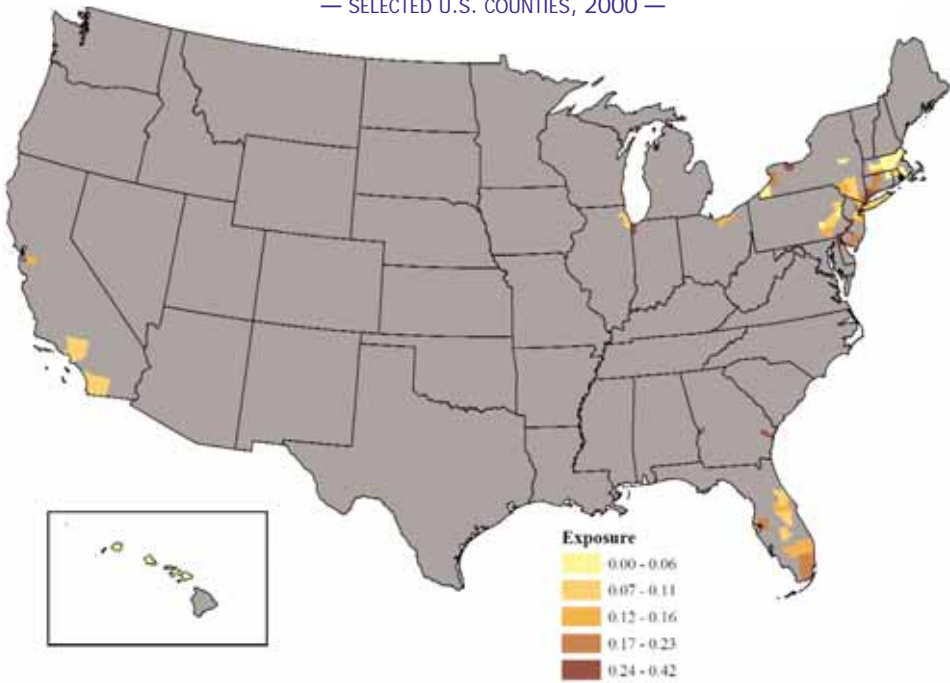 — SELECTED U.S. COUNTIES, 2000 —
Exposure
0.00 - 0.06
0.07 - 0.11
0.12 - 0.16
0.17 - 0.23
0.24 - 0.42